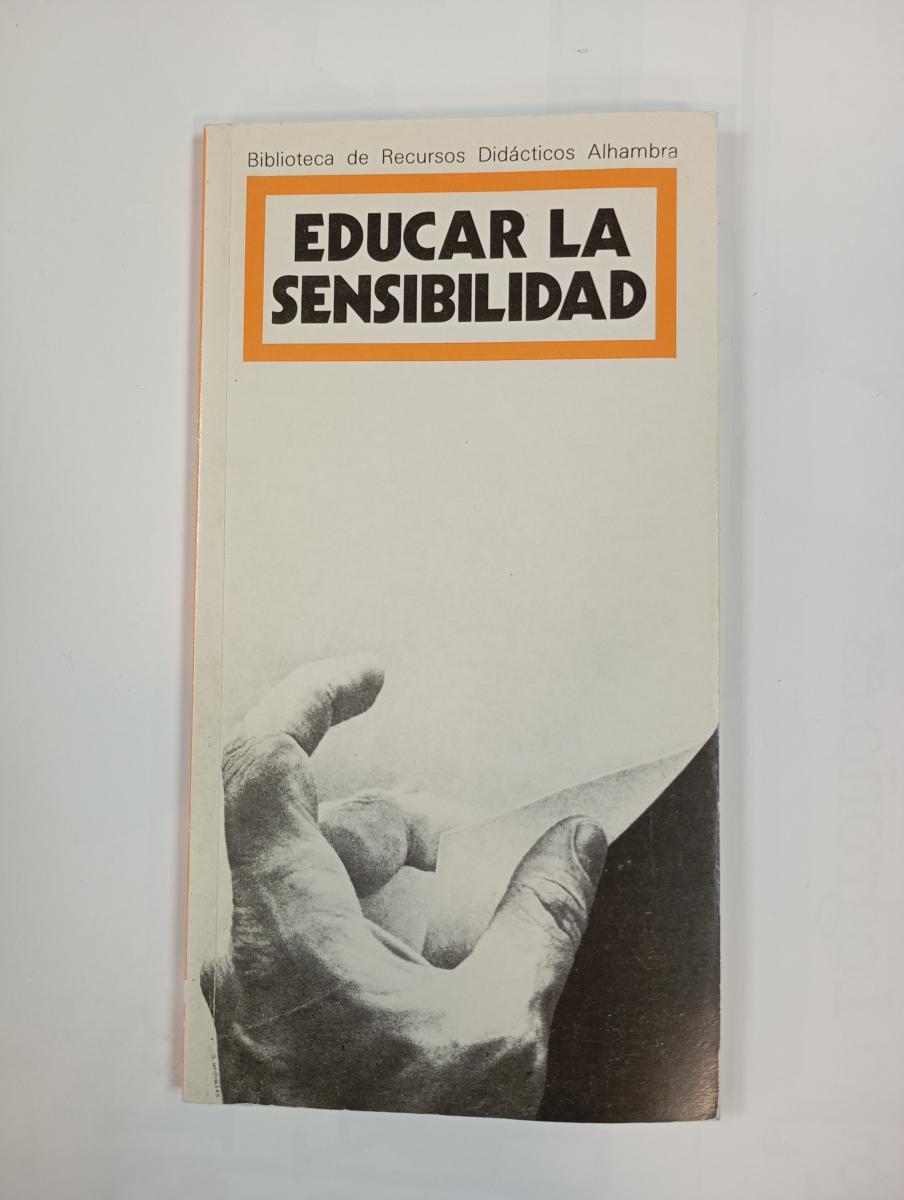 Biblioteca de Recursos Didácticos Alhambra
EDUCAR LA
SENSIBILIDAD